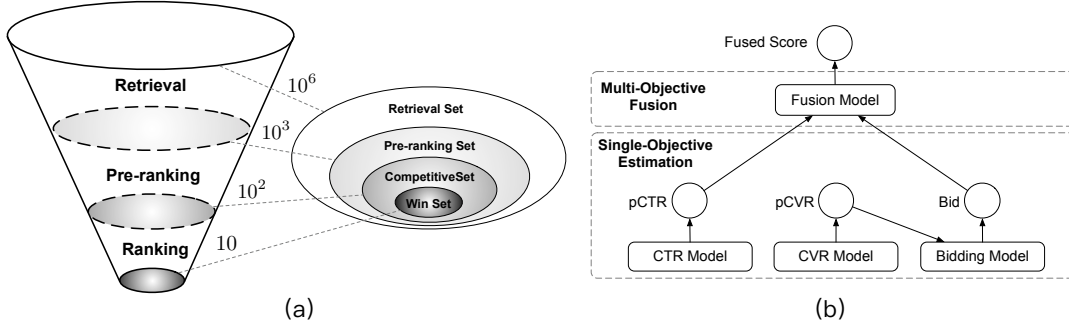 Retrieval
Pre-ranking
Ranking
10^6
10^3
10^2
10
Retrieval Set
Pre-ranking Set
CompetitiveSet
Win Set
(a)
Fused Score
Multi-Objective
Fusion
Fusion Model
Single-Objective
Estimation
pCTR
pCVR
Bid
CTR Model
CVR Model
Bidding Model
(b)